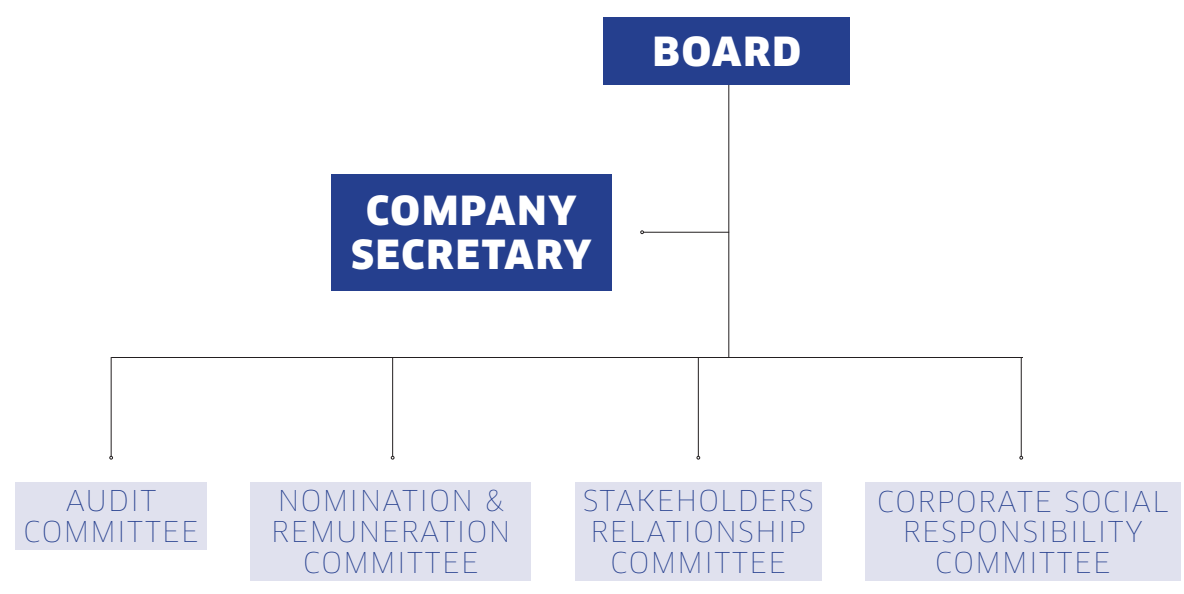 BOARD
COMPANY
SECRETARY
AUDIT
COMMITTEE
NOMINATION &
REMUNERATION
COMMITTEE
STAKEHOLDERS
RELATIONSHIP
COMMITTEE
CORPORATE SOCIAL
RESPONSIBILITY
COMMITTEE